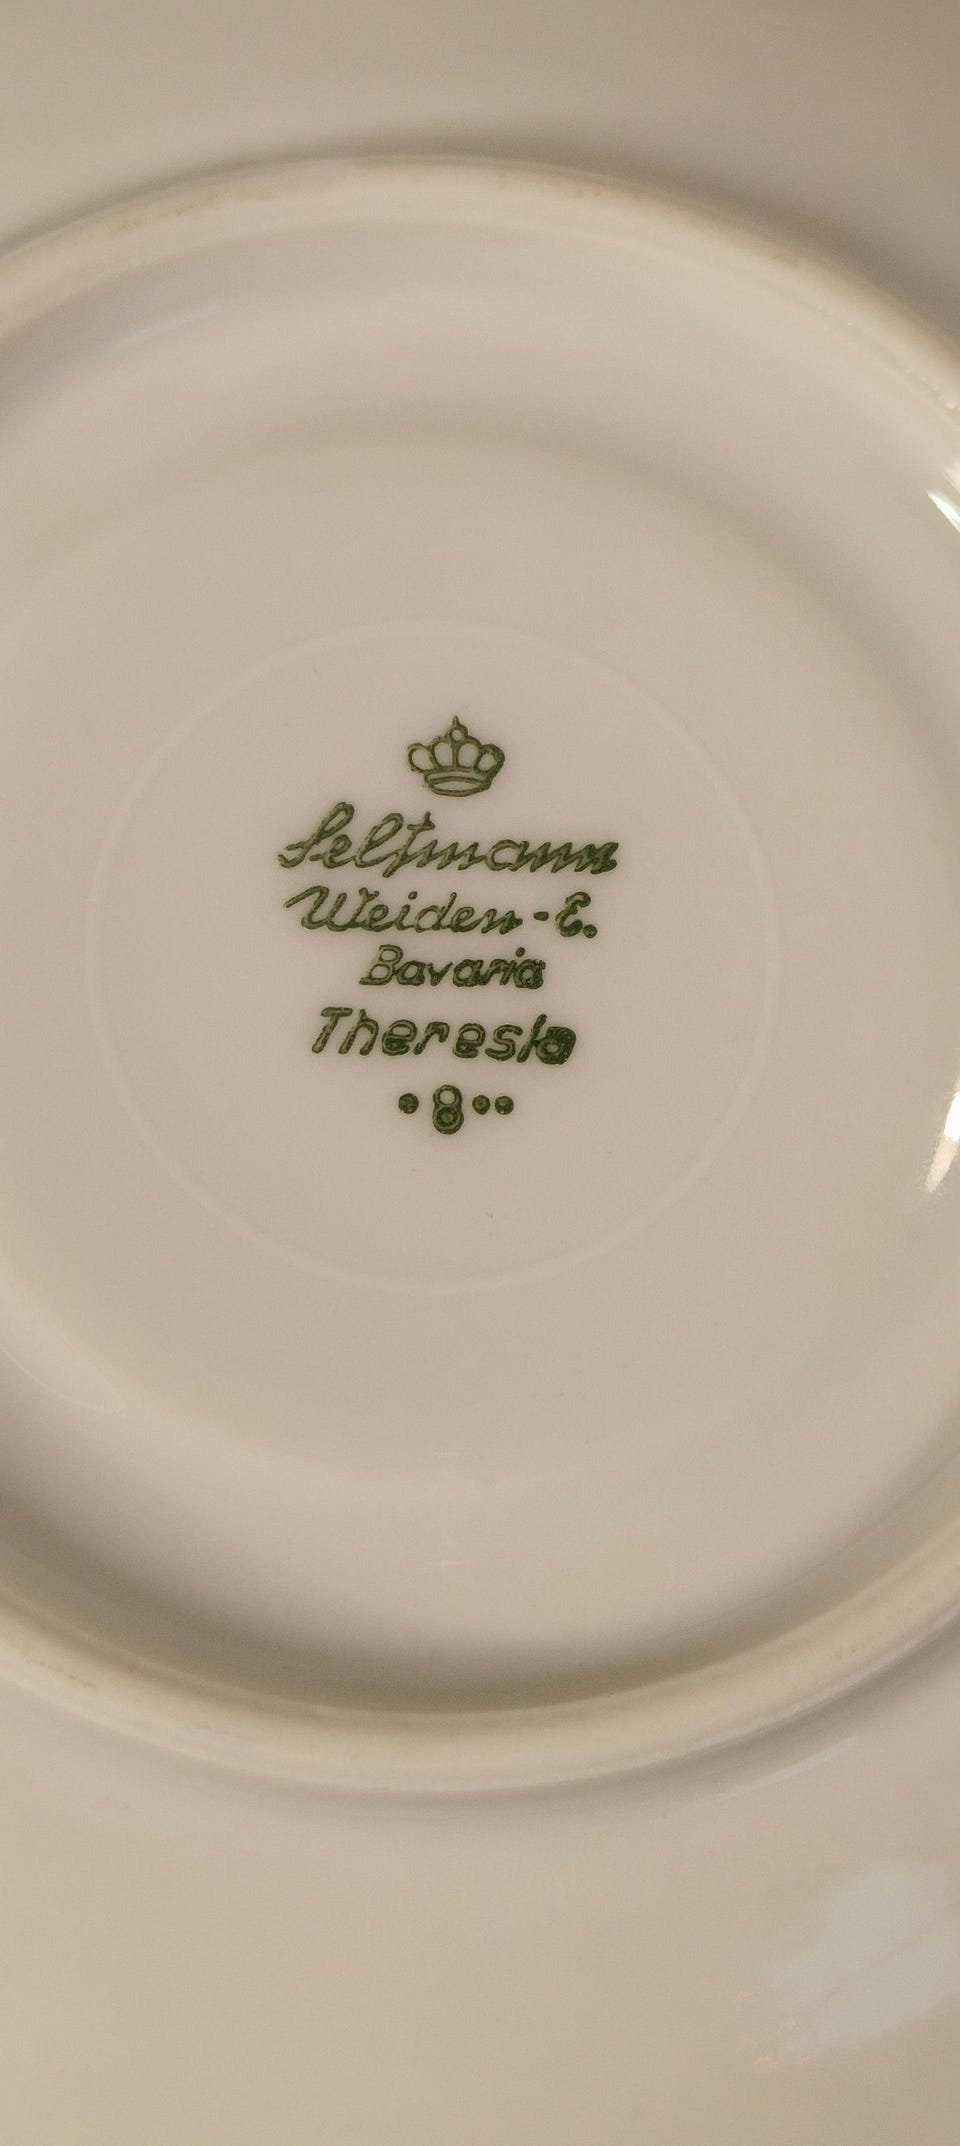 Seltmann
Weiden-E.
Bavaria
Theresia
•8••